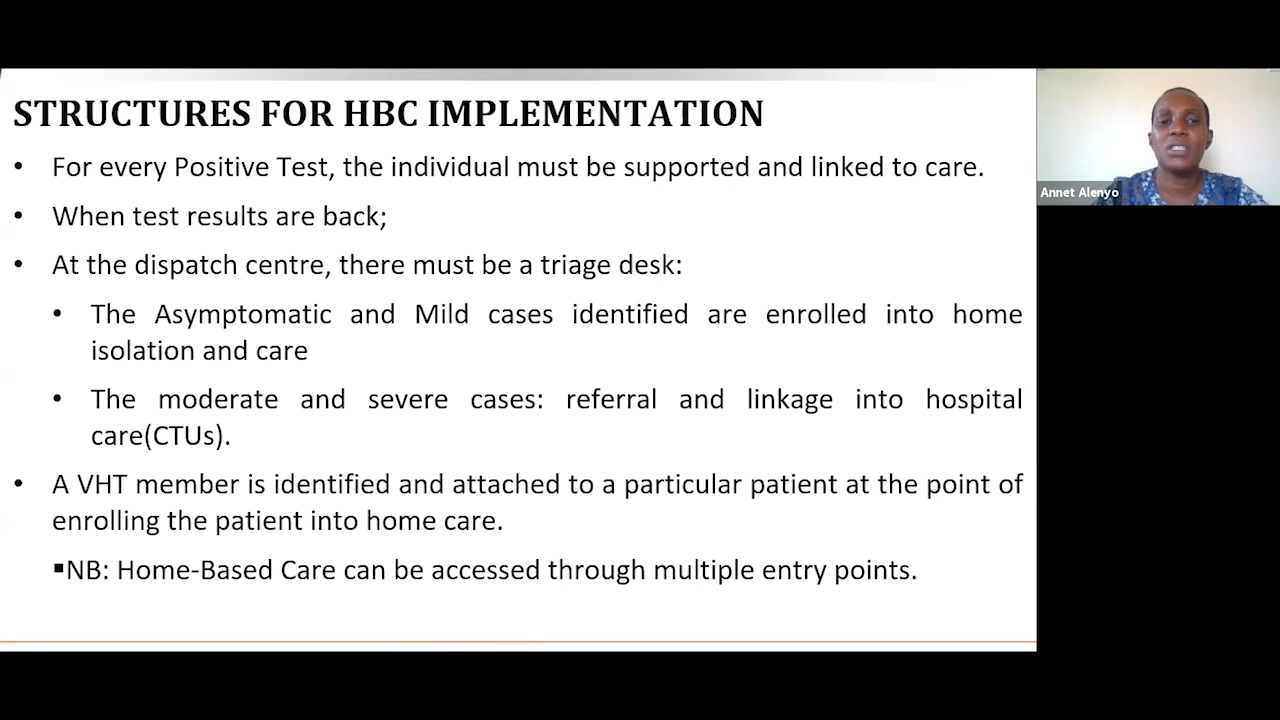 STRUCTURES FOR HBC IMPLEMENTATION
• For every Positive Test, the individual must be supported and linked to care.
• When test results are back;
• At the dispatch centre, there must be a triage desk:
• The Asymptomatic and Mild cases identified are enrolled into home
isolation and care
• The moderate and severe cases: referral and linkage into hospital
care(CTUs).
• A VHT member is identified and attached to a particular patient at the point of
enrolling the patient into home care.
▪NB: Home-Based Care can be accessed through multiple entry points.
Annet Alenyo